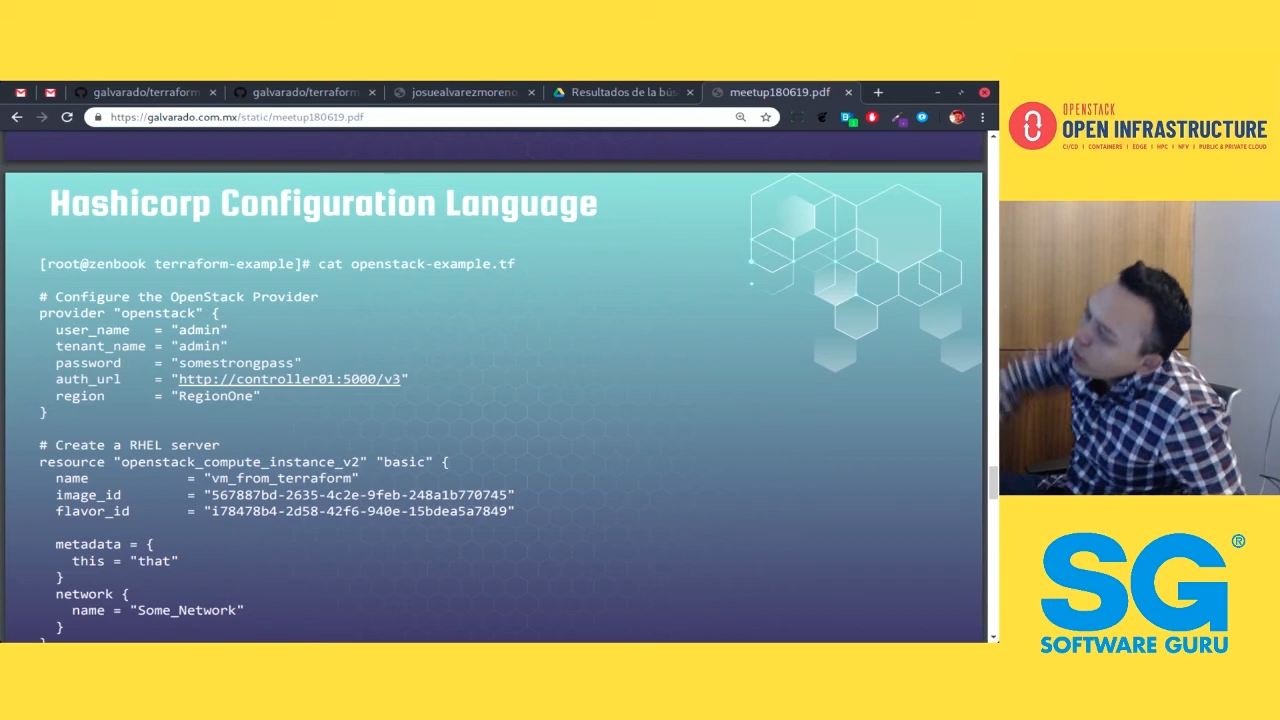 galvarado/terraform
galvarado/terraform
josuealvarezmoreno
Resultados de la bús
meetup180619.pdf
https://galvarado.com.mx/static/meetup180619.pdf
Hashicorp Configuration Language
[root@zenbook terraform-example]# cat openstack-example.tf
# Configure the OpenStack Provider
provider "openstack" {
user_name = "admin"
tenant_name = "admin"
password = "somestrongpass"
auth_url = "http://controller01:5000/v3"
region = "RegionOne"
}
# Create a RHEL server
resource "openstack_compute_instance_v2" "basic" {
name = "vm_from_terraform"
image_id = "567887bd-2635-4c2e-9feb-248a1b770745"
flavor_id = "i78478b4-2d58-42f6-940e-15bdea5a7849"
metadata = {
this = "that"
}
network {
name = "Some_Network"
}
OPENSTACK
OPEN INFRASTRUCTURE
CI/CD | CONTAINERS | EDGE | HPC | NFV | PUBLIC & PRIVATE CLOUD
SG®
SOFTWARE GURU